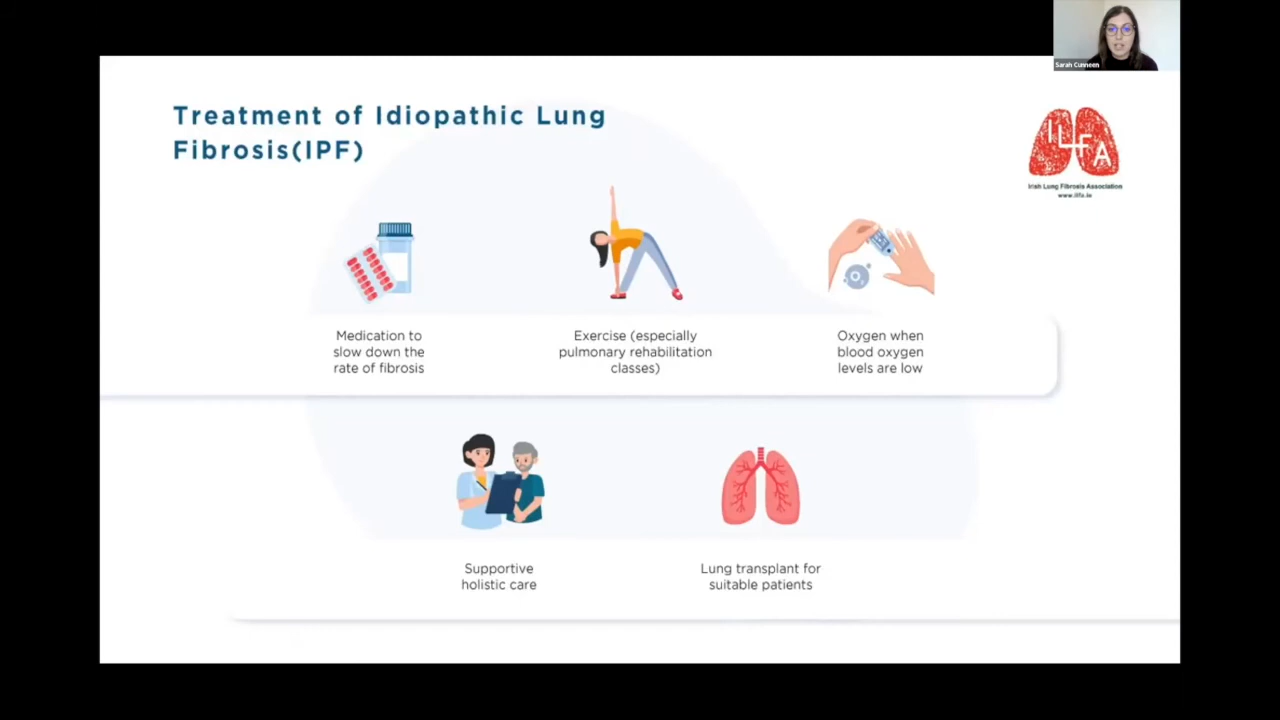 Sarah Cunneen
Treatment of Idiopathic Lung
Fibrosis(IPF)
ILFA
Irish Lung Fibrosis Association
www.ilfa.ie
Medication to
slow down the
rate of fibrosis
Exercise (especially
pulmonary rehabilitation
classes)
Oxygen when
blood oxygen
levels are low
Supportive
holistic care
Lung transplant for
suitable patients